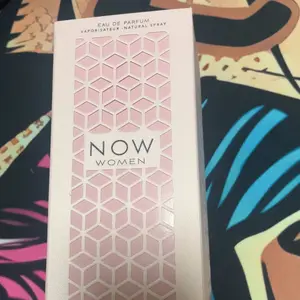 EAU DE PARFUM
VAPORISATEUR-NATURAL SPRAY
NOW
WOMEN